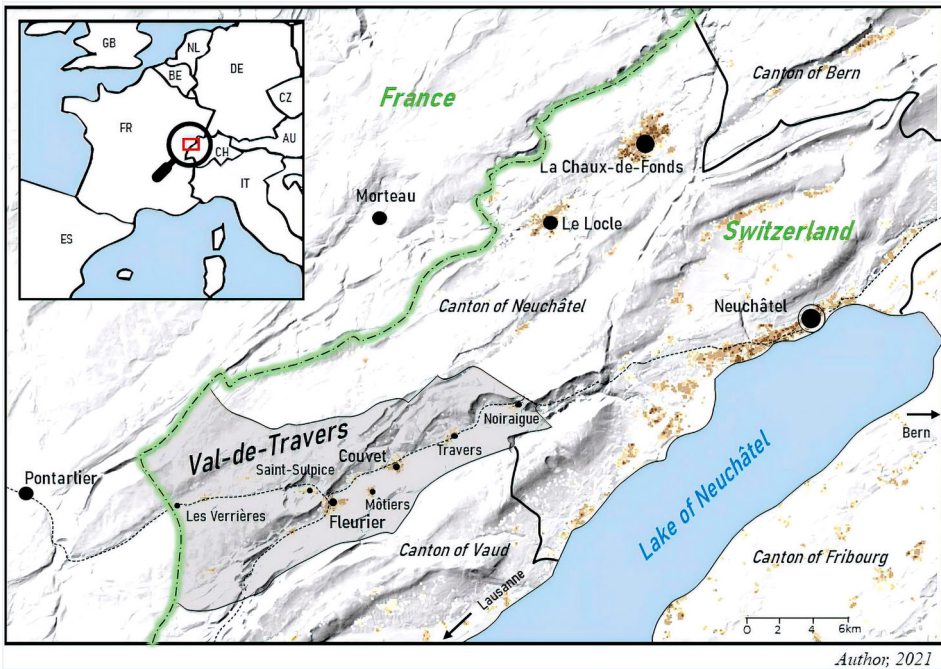 GB
NL
DE
BE
CZ
FR
AU
CH
IT
ES
France
Canton of Bern
La Chaux-de-Fonds
Morteau
Le Locle
Switzerland
Canton of Neuchâtel
Neuchâtel
Noiraigue
Val-de-Travers
Travers
Bern
Couvet
Saint-Sulpice
Pontarlier
Môtiers
Les Verrières
Fleurier
Lake of Neuchâtel
Canton of Vaud
Canton of Fribourg
Lausanne
0 2 4 6km
Author, 2021